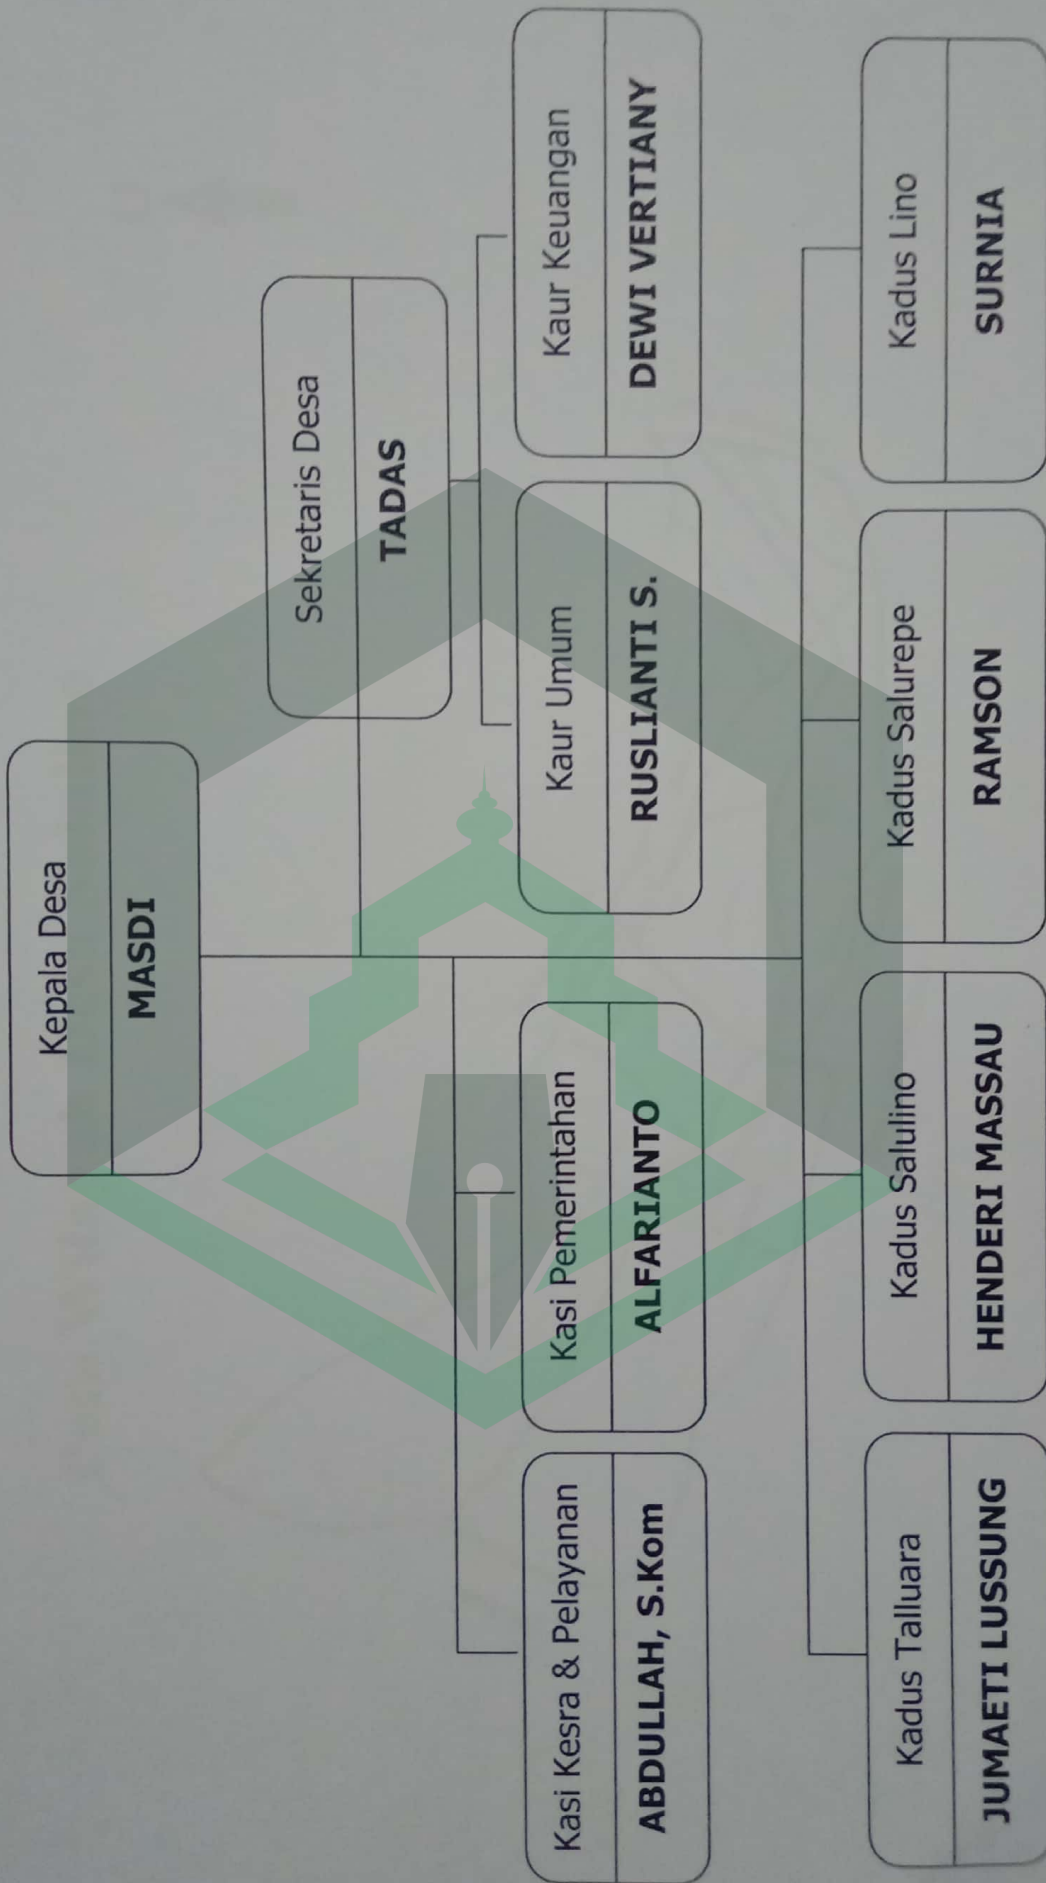 Kepala Desa
MASDI
Sekretaris Desa
TADAS
Kasi Kesra & Pelayanan
ABDULLAH, S.Kom
Kasi Pemerintahan
ALFARIANTO
Kaur Umum
RUSLIANTI S.
Kaur Keuangan
DEWI VERTIANY
Kadus Talluara
JUMAETI LUSSUNG
Kadus Salulino
HENDERI MASSAU
Kadus Salurepe
RAMSON
Kadus Lino
SURNIA